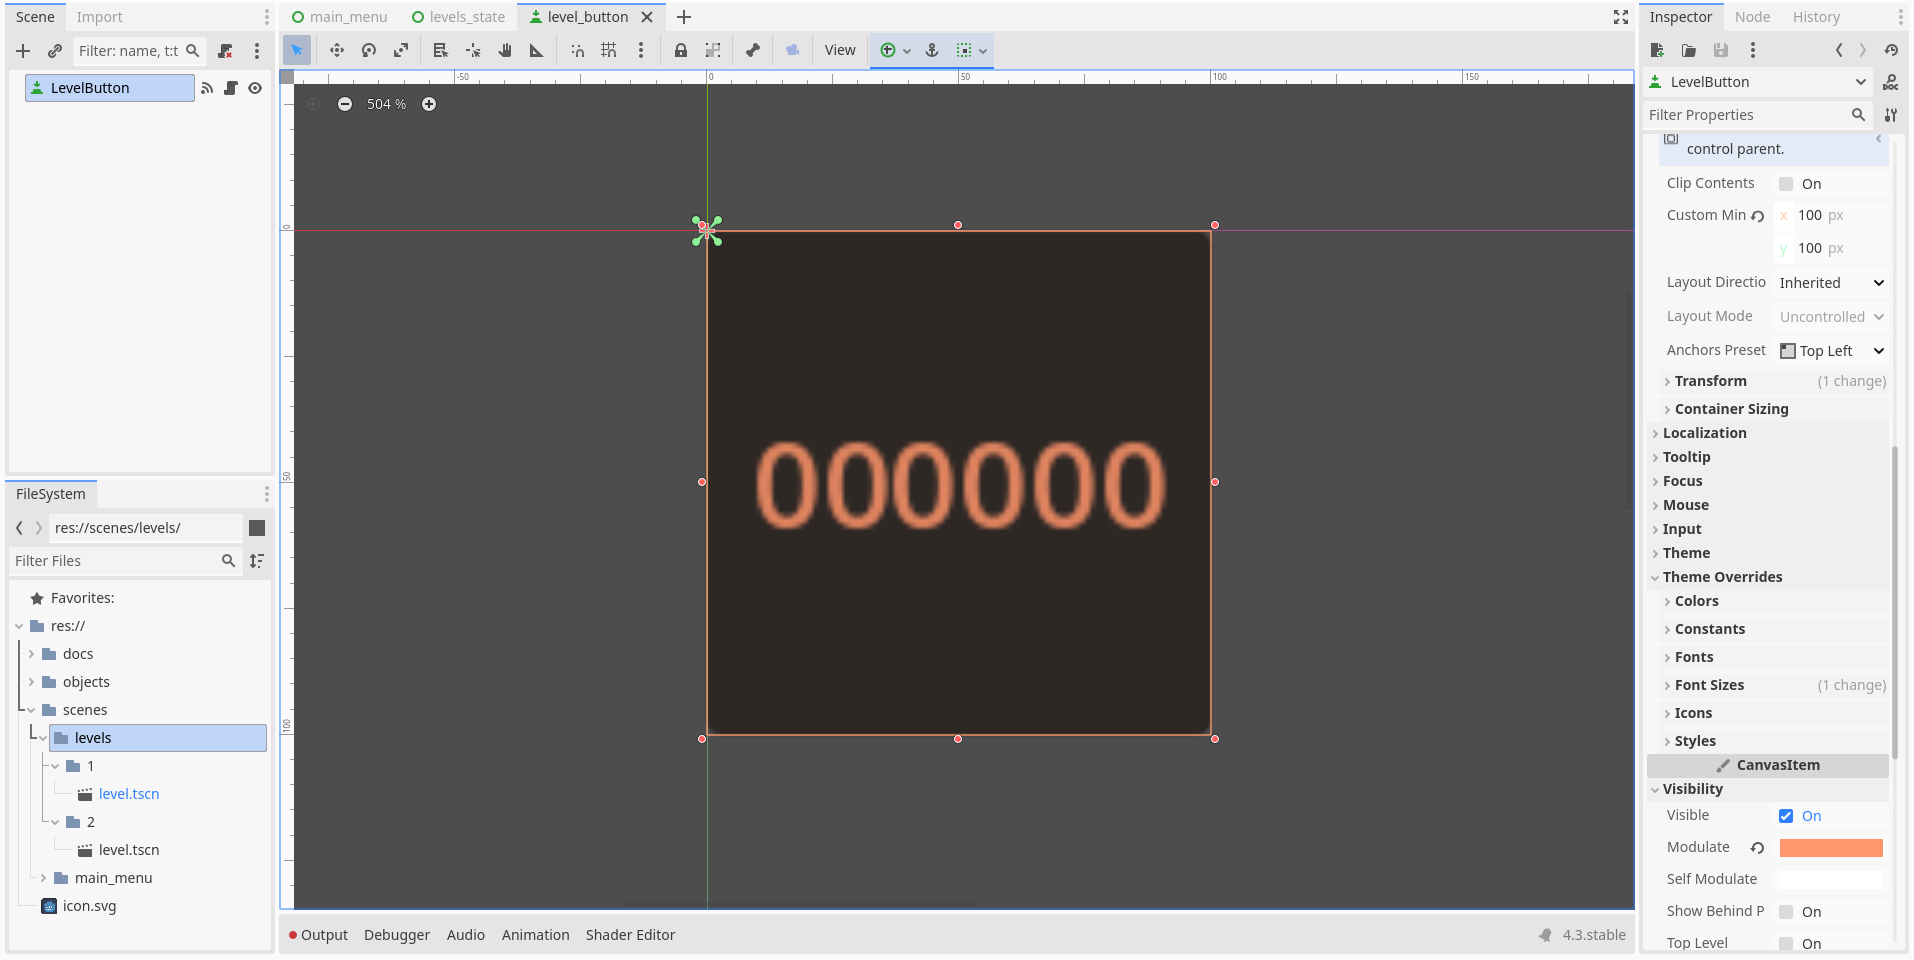 Scene Import
Filter: name, t:t
LevelButton
FileSystem
res://scenes/levels/
Filter Files
Favorites:
res://
docs
objects
scenes
levels
1
level.tscn
2
level.tscn
main_menu
icon.svg
main_menu levels_state level_button
View
-50 0 50 100 150
504 %
0
50
100
000000
Output Debugger Audio Animation Shader Editor 4.3.stable
Inspector Node History
LevelButton DOC
Filter Properties
control parent.
Clip Contents On
Custom Min x 100 px
y 100 px
Layout Directio Inherited
Layout Mode Uncontrolled
Anchors Preset Top Left
Transform (1 change)
Container Sizing
Localization
Tooltip
Focus
Mouse
Input
Theme
Theme Overrides
Colors
Constants
Fonts
Font Sizes (1 change)
Icons
Styles
CanvasItem
Visibility
Visible On
Modulate
Self Modulate
Show Behind P On
Top Level On